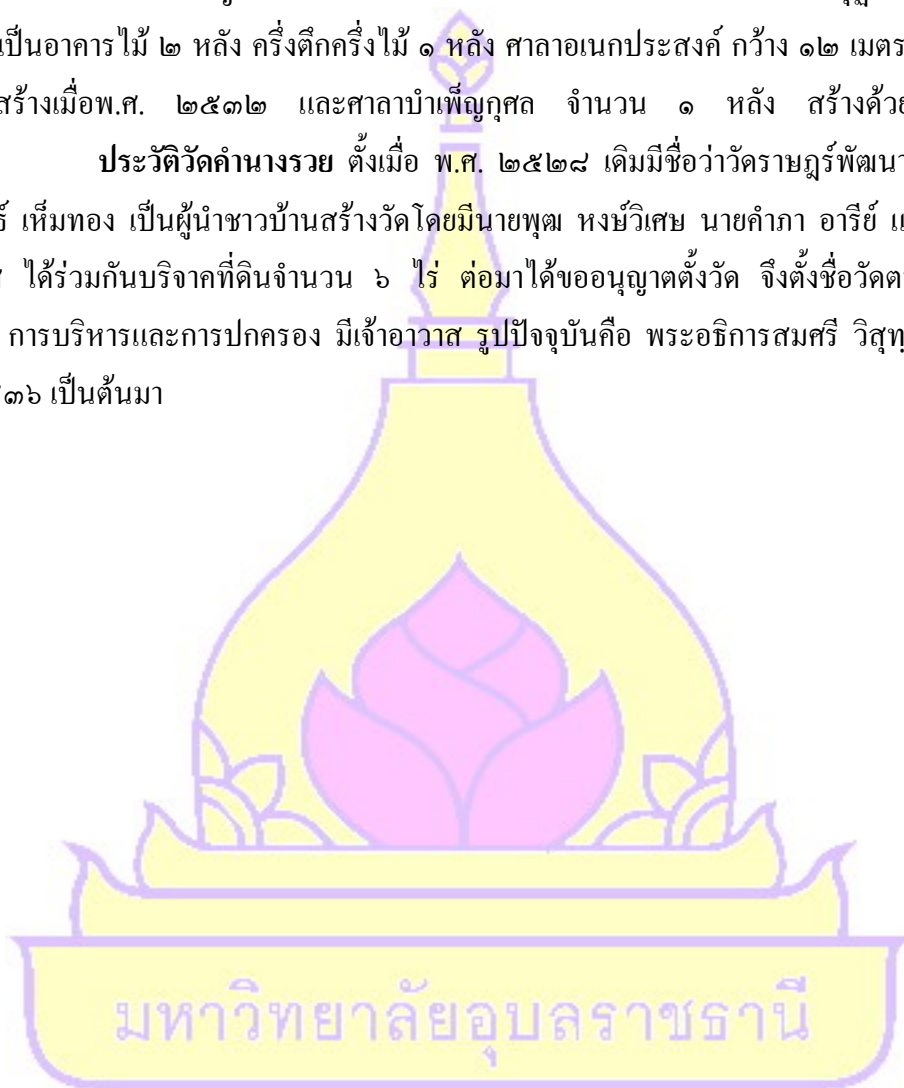 เป็นอาคารไม้ ๒ หลัง ครึ่งตึกครึ่งไม้ ๑ หลัง ศาลาอเนกประสงค์ กว้าง ๑๒ เมตร
สร้างเมื่อพ.ศ. ๒๕๓๒ และศาลาบำเพ็ญกุศล จำนวน ๑ หลัง สร้างด้วย
ประวัติวัดคำนางรวย ตั้งเมื่อ พ.ศ. ๒๕๒๘ เดิมมีชื่อว่าวัดราษฎร์พัฒนา
เห็มทอง เป็นผู้นำชาวบ้านสร้างวัดโดยมีนายพุฒ หงษ์วิเศษ นายคำภา อารีย์
ได้ร่วมกันบริจาคที่ดินจำนวน ๖ ไร่ ต่อมาได้ขออนุญาตตั้งวัด จึงตั้งชื่อวัด
การบริหารและการปกครอง มีเจ้าอาวาส รูปปัจจุบันคือ พระอธิการสมศรี
๓๖ เป็นต้นมา
มหาวิทยาลัยอุบลราชธานี